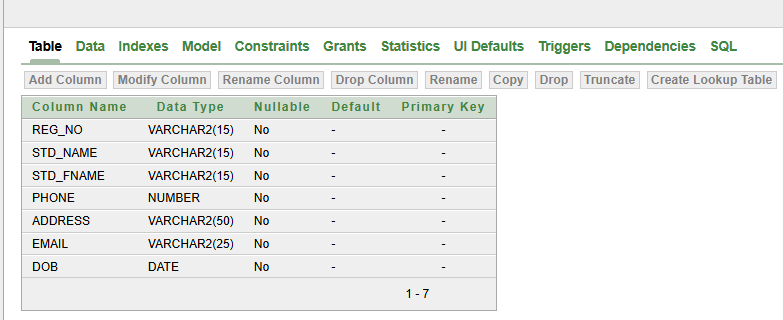 Table Data Indexes Model Constraints Grants Statistics UI Defaults Triggers Dependencies SQL
Add Column Modify Column Rename Column Drop Column Rename Copy Drop Truncate Create Lookup Table
Column Name Data Type Nullable Default Primary Key
REG_NO VARCHAR2(15) No - -
STD_NAME VARCHAR2(15) No - -
STD_FNAME VARCHAR2(15) No - -
PHONE NUMBER No - -
ADDRESS VARCHAR2(50) No - -
EMAIL VARCHAR2(25) No - -
DOB DATE No - -
1 - 7